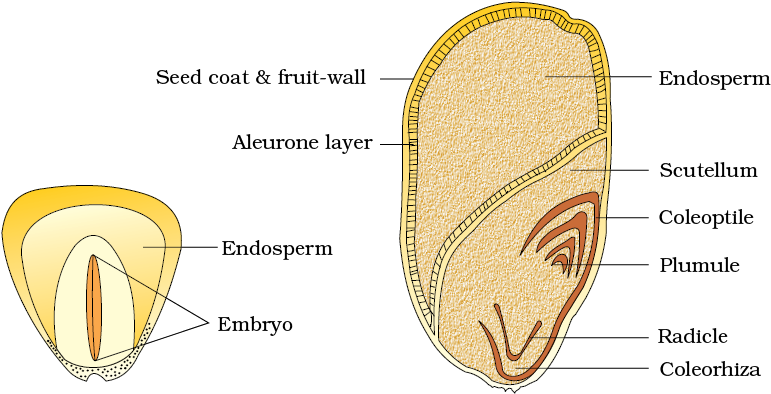 Seed coat & fruit-wall
Aleurone layer
Endosperm
Embryo
Endosperm
Scutellum
Coleoptile
Plumule
Radicle
Coleorhiza